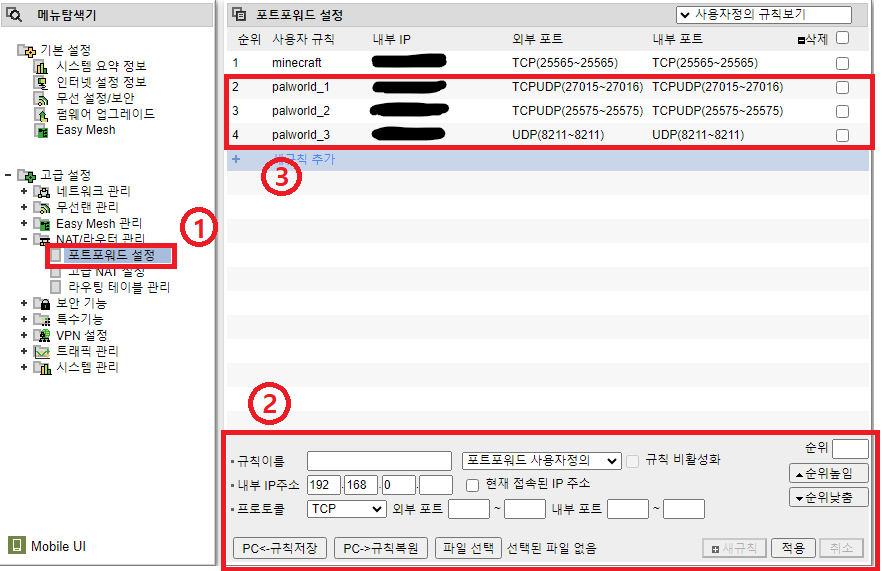 메뉴탐색기
기본 설정
시스템 요약 정보
인터넷 설정 정보
무선 설정/보안
펌웨어 업그레이드
Easy Mesh
고급 설정
네트워크 관리
무선랜 관리
Easy Mesh 관리
NAT/라우터 관리
포트포워드 설정
고급 NAT 설정
라우팅 테이블 관리
보안 기능
특수기능
VPN 설정
트래픽 관리
시스템 관리
Mobile UI
1
포트포워드 설정 사용자정의 규칙보기
순위 사용자 규칙 내부 IP 외부 포트 내부 포트 삭제
1 minecraft TCP(25565~25565) TCP(25565~25565)
2 palworld_1 TCPUDP(27015~27016) TCPUDP(27015~27016)
3 palworld_2 TCPUDP(25575~25575) TCPUDP(25575~25575)
4 palworld_3 UDP(8211~8211) UDP(8211~8211)
+ 새규칙 추가
3
2
순위
규칙이름 포트포워드 사용자정의 규칙 비활성화
순위높임
내부 IP주소 192.168.0. 현재 접속된 IP 주소
순위낮춤
프로토콜 TCP 외부 포트 ~ 내부 포트 ~
PC<-규칙저장 PC->규칙복원 파일 선택 선택된 파일 없음 새규칙 적용 취소